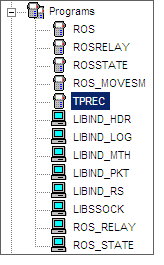 Programs
ROS
ROSRELAY
ROSSTATE
ROS_MOVESM
TPREC
LIBIND_HDR
LIBIND_LOG
LIBIND_MTH
LIBIND_PKT
LIBIND_RS
LIBSSOCK
ROS_RELAY
ROS_STATE